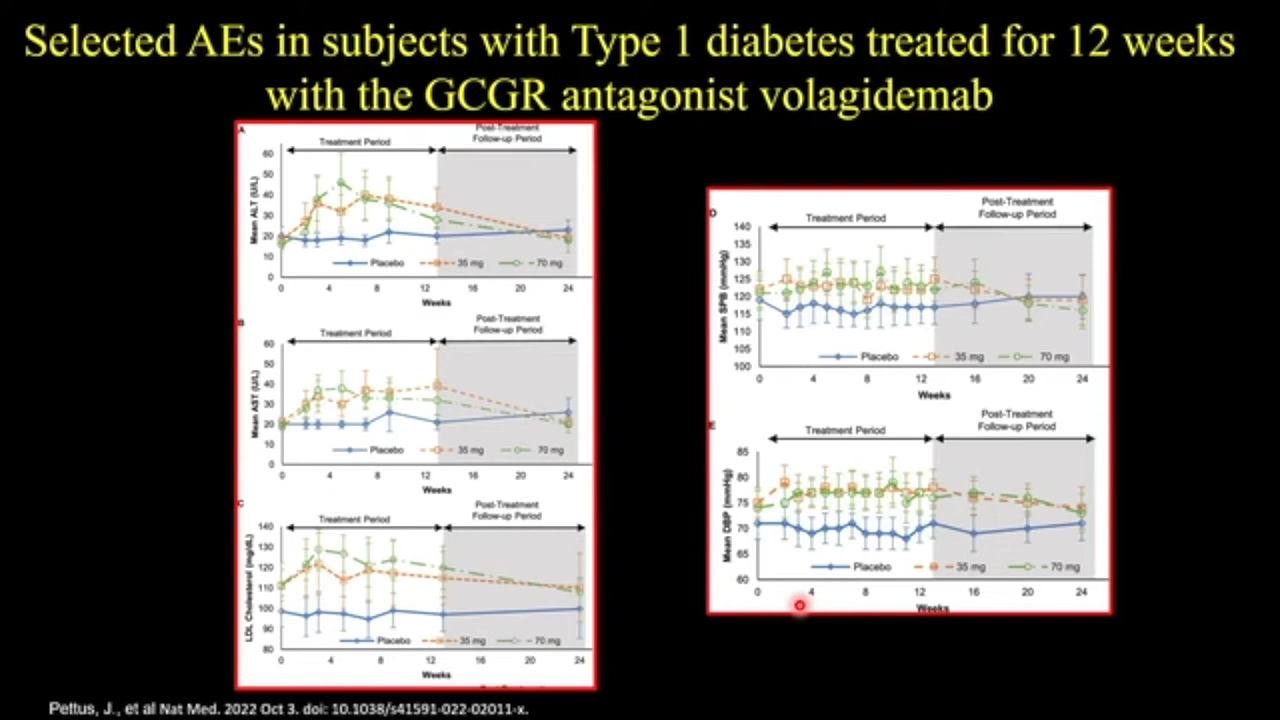 Selected AEs in subjects with Type 1 diabetes treated for 12 weeks
with the GCGR antagonist volagidemab
A
Treatment Period
Post-Treatment
Follow-up Period
Mean ALT (U/L)
60
50
40
30
20
10
0
Placebo
35 mg
70 mg
0 4 8 12 16 20 24
Weeks
B
Treatment Period
Post-Treatment
Follow-up Period
Mean AST (U/L)
60
50
40
30
20
10
0
Placebo
35 mg
70 mg
0 4 8 12 16 20 24
Weeks
C
Treatment Period
Post-Treatment
Follow-up Period
LDL Cholesterol (mg/dL)
140
130
120
110
100
90
80
Placebo
35 mg
70 mg
0 4 8 12 16 20 24
Weeks
D
Treatment Period
Post-Treatment
Follow-up Period
Mean SPB (mmHg)
140
135
130
125
120
115
110
105
100
Placebo
35 mg
70 mg
0 4 8 12 16 20 24
Weeks
E
Treatment Period
Post-Treatment
Follow-up Period
Mean DBP (mmHg)
85
80
75
70
65
60
Placebo
35 mg
70 mg
0 4 8 12 16 20 24
Weeks
Pettus, J., et al Nat Med. 2022 Oct 3. doi: 10.1038/s41591-022-02011-x.